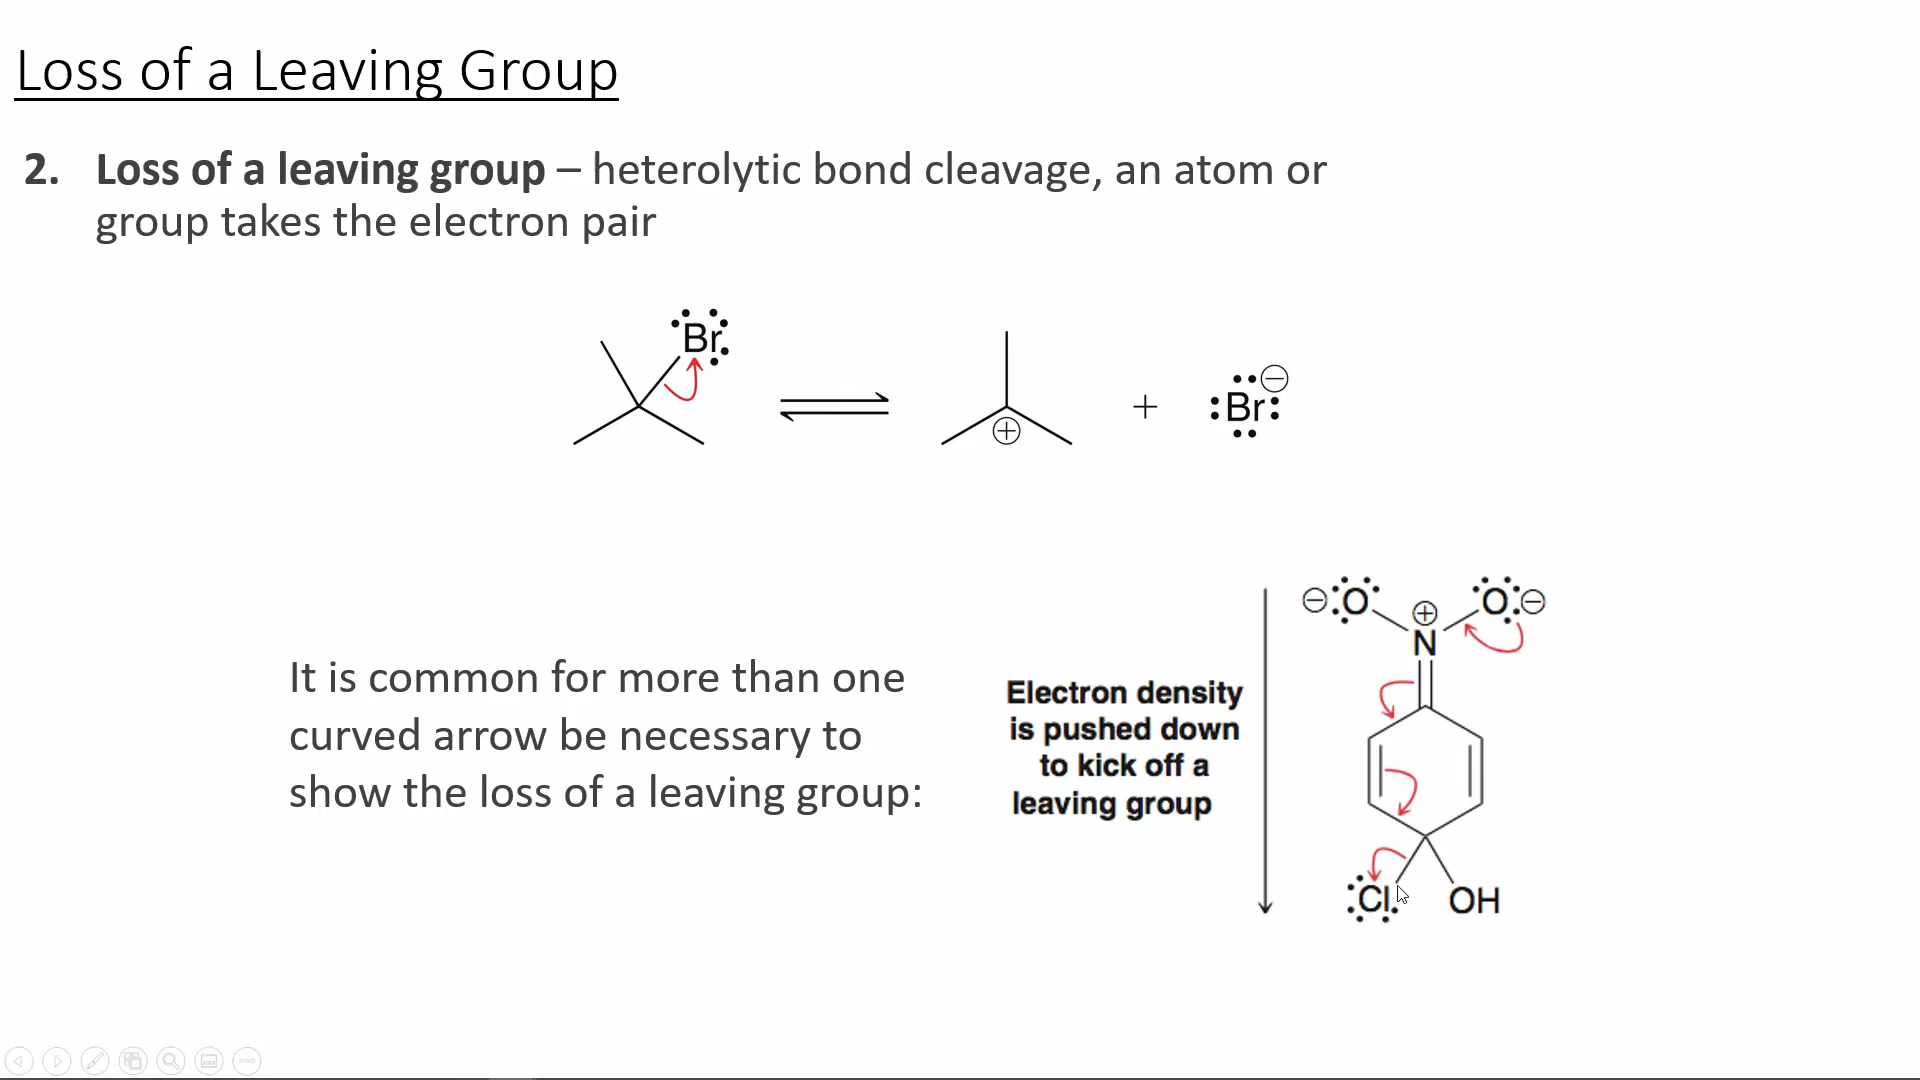 Loss of a Leaving Group
2. Loss of a leaving group – heterolytic bond cleavage, an atom or
group takes the electron pair
Br
+
Br
⊖ O
O ⊖
⊕
N
It is common for more than one
curved arrow be necessary to
show the loss of a leaving group:
Electron density
is pushed down
to kick off a
leaving group
Cl
OH